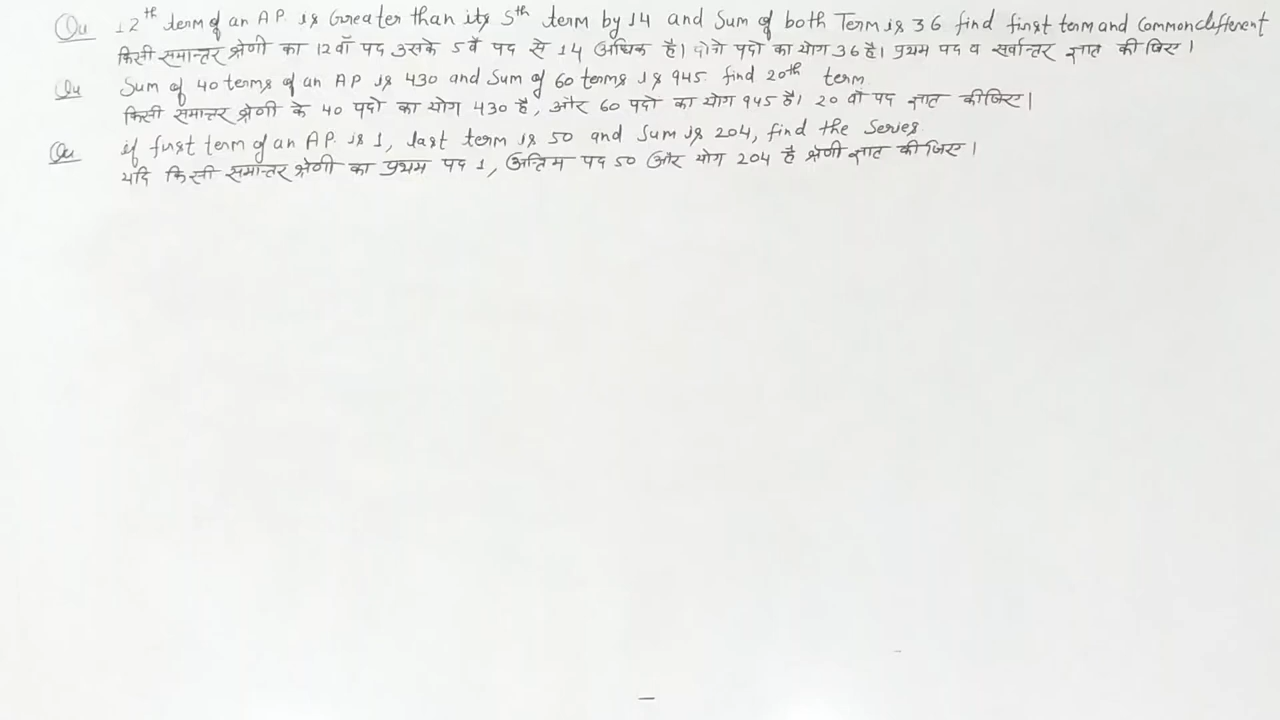 Qu 12th term of an A.P. is Greater than its 5th term by 14 and Sum of both Term is 36 find first term and Common different
किसी समान्तर श्रेणी का 12वाँ पद उसके 5वें पद से 14 अधिक है। दोनो पदो का योग 36 है। प्रथम पद व सर्वान्तर ज्ञात कीजिए।
Qu Sum of 40 terms of an AP is 430 and Sum of 60 terms is 945. find 20th term
किसी समान्तर श्रेणी के 40 पदो का योग 430 है, और 60 पदो का योग 945 है। 20 वाँ पद ज्ञात कीजिए।
Qu if first term of an A.P. is 1, last term is 50 and Sum is 204, find the Series
यदि किसी समान्तर श्रेणी का प्रथम पद 1, अन्तिम पद 50 और योग 204 है श्रेणी ज्ञात कीजिए।